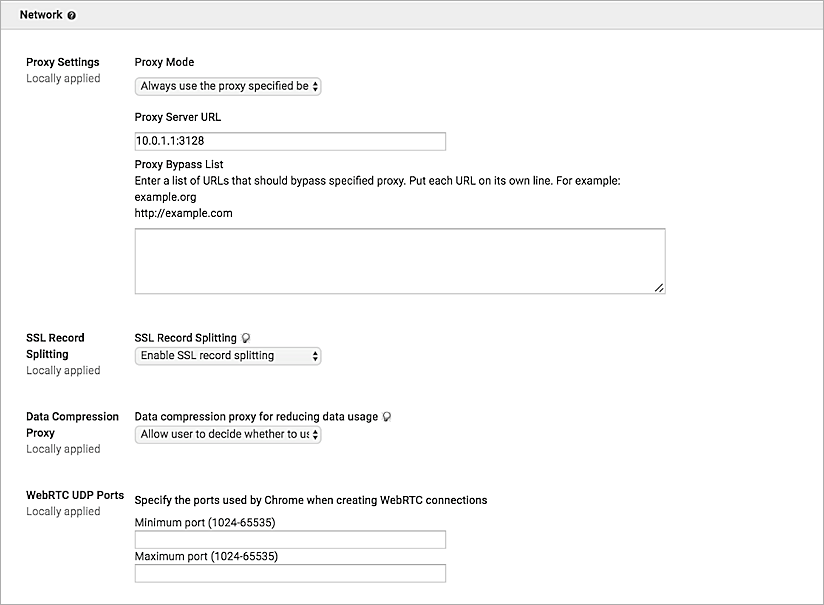 Network
Proxy Settings
Locally applied
Proxy Mode
Always use the proxy specified be
Proxy Server URL
10.0.1.1:3128
Proxy Bypass List
Enter a list of URLs that should bypass specified proxy. Put each URL on its own line. For example:
example.org
http://example.com
SSL Record
Splitting
Locally applied
SSL Record Splitting
Enable SSL record splitting
Data Compression
Proxy
Locally applied
Data compression proxy for reducing data usage
Allow user to decide whether to us
WebRTC UDP Ports
Locally applied
Specify the ports used by Chrome when creating WebRTC connections
Minimum port (1024-65535)
Maximum port (1024-65535)